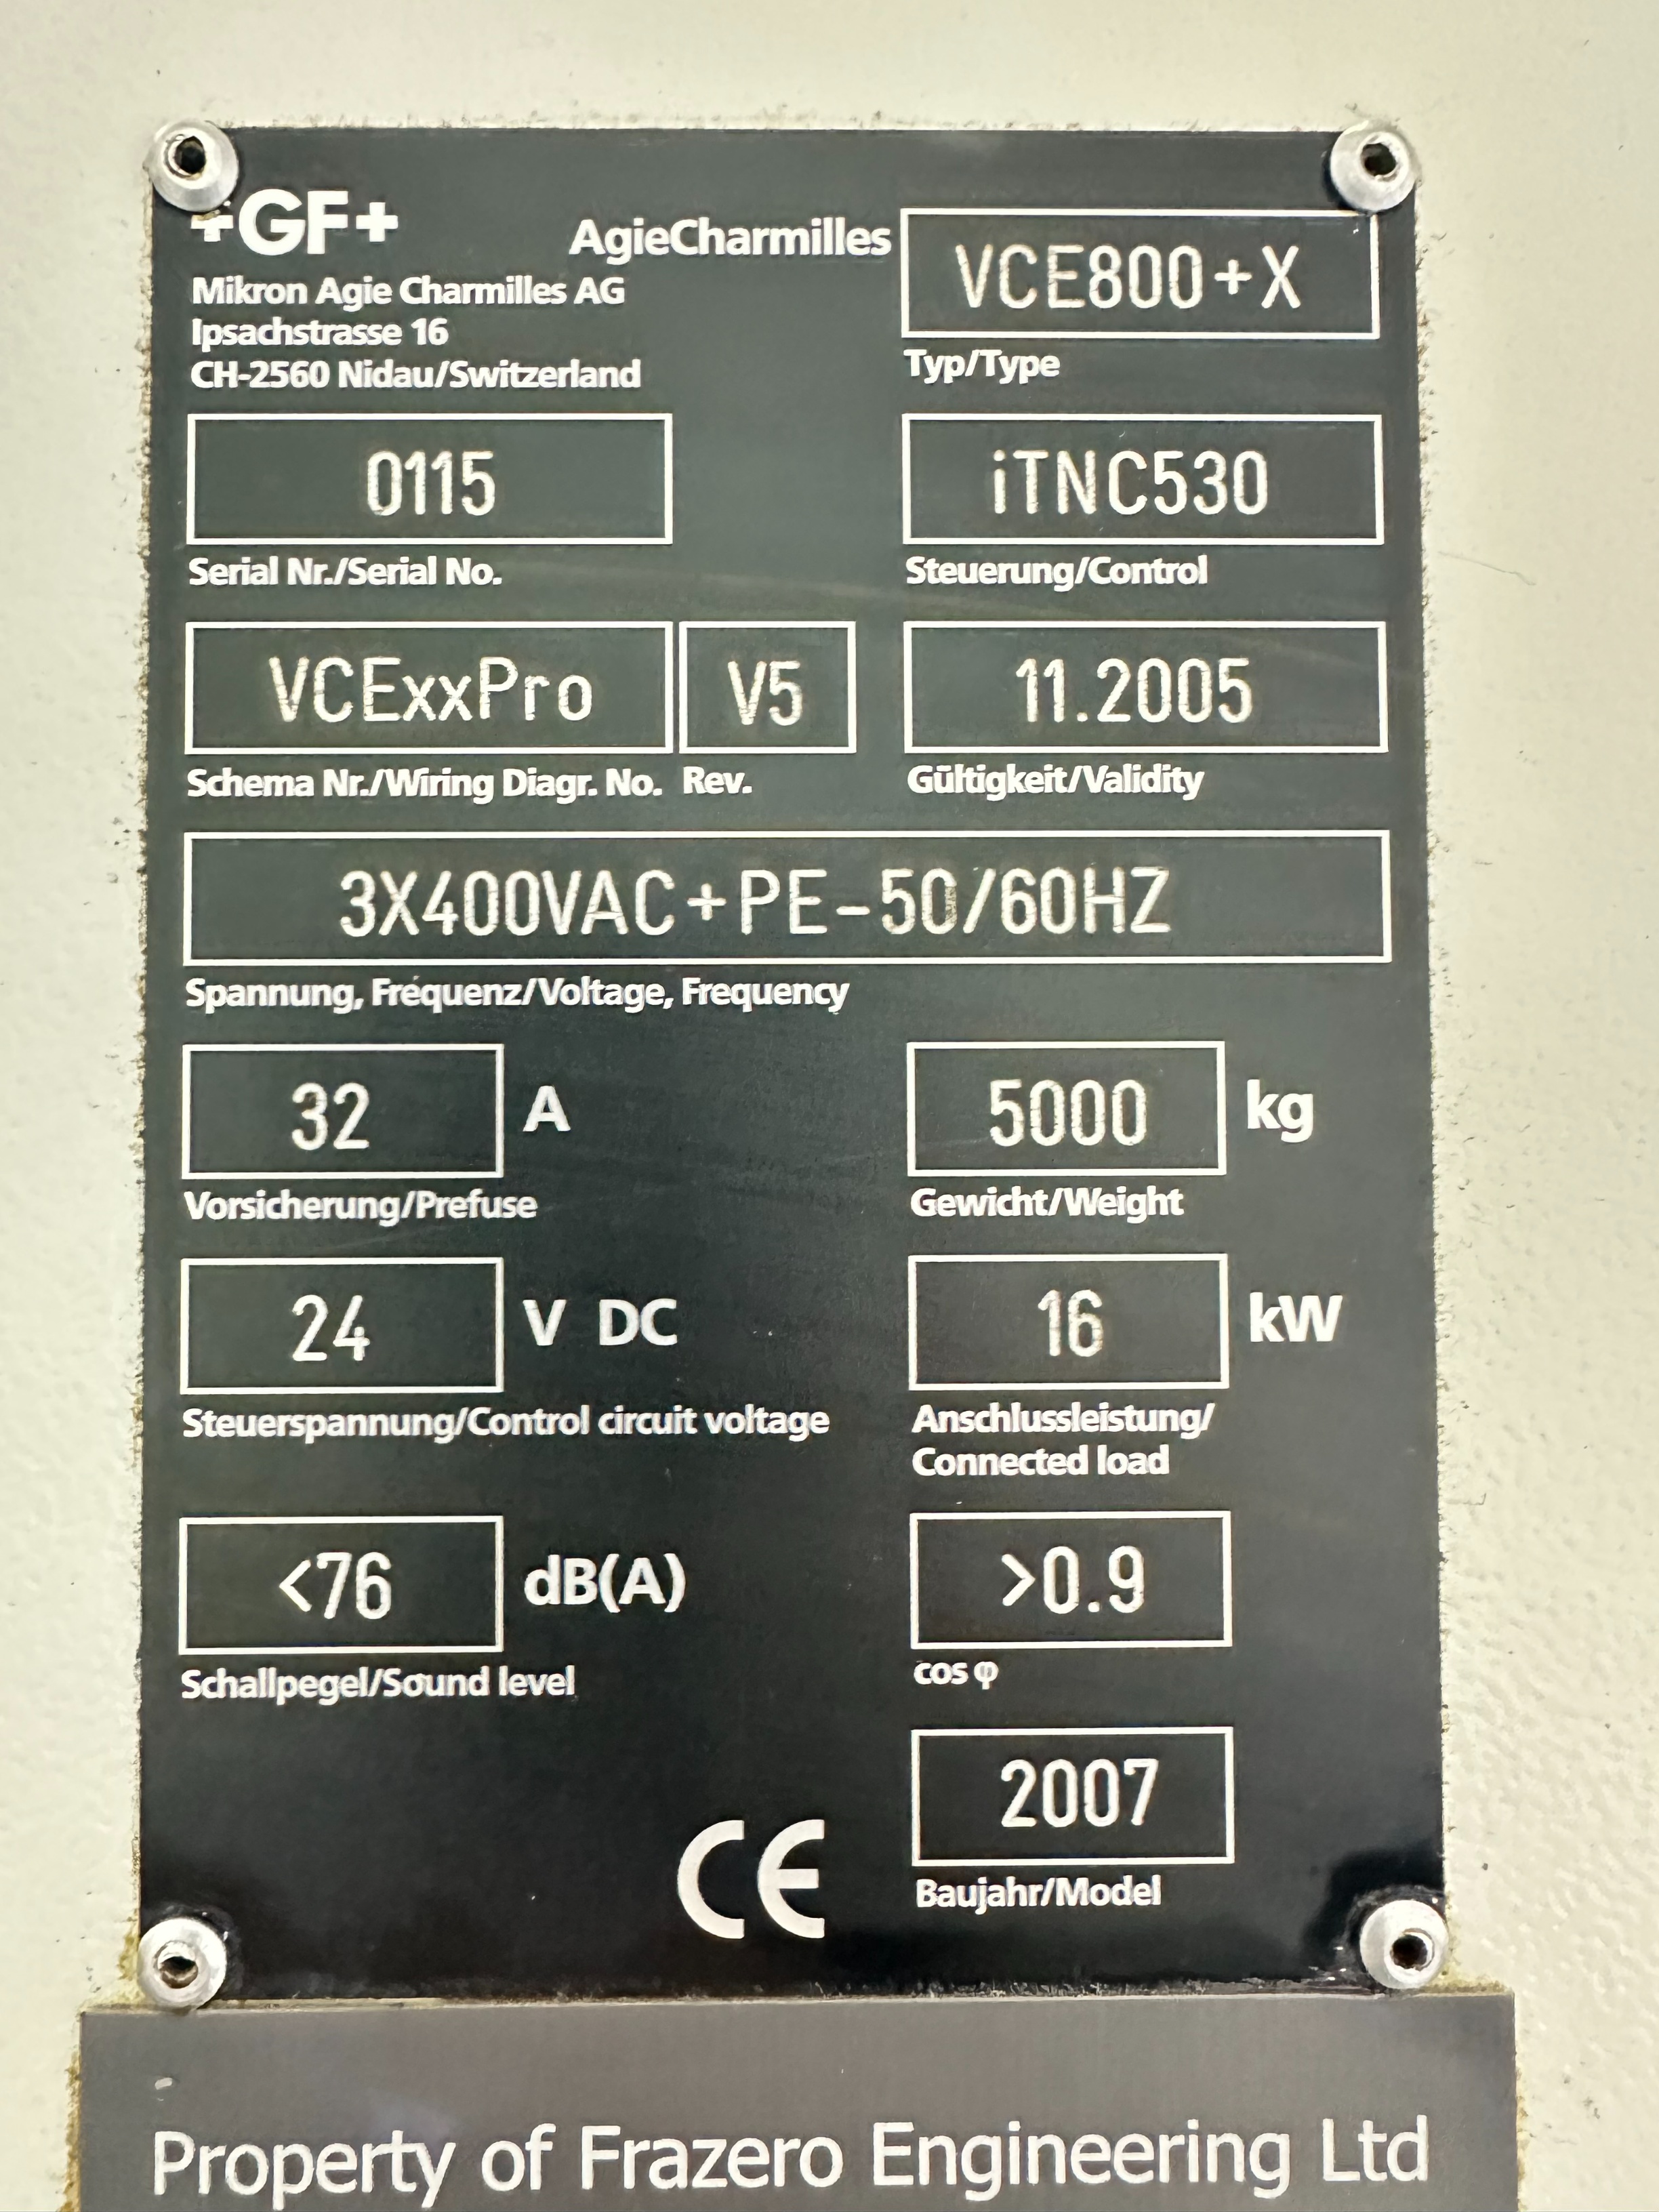 +GF+
AgieCharmilles
VCE800+X
Mikron Agie Charmilles AG
Ipsachstrasse 16
CH-2560 Nidau/Switzerland
Typ/Type
0115
iTNC530
Serial Nr./Serial No.
Steuerung/Control
VCExxPro
V5
11.2005
Schema Nr./Wiring Diagr. No.
Rev.
Gültigkeit/Validity
3X400VAC+PE-50/60HZ
Spannung, Frequenz/Voltage, Frequency
32 A
5000 kg
Vorsicherung/Prefuse
Gewicht/Weight
24 V DC
16 kW
Steuerspannung/Control circuit voltage
Anschlussleistung/
Connected load
<76 dB(A)
>0.9
Schallpegel/Sound level
cos φ
2007
CE
Baujahr/Model
Property of Frazero Engineering Ltd